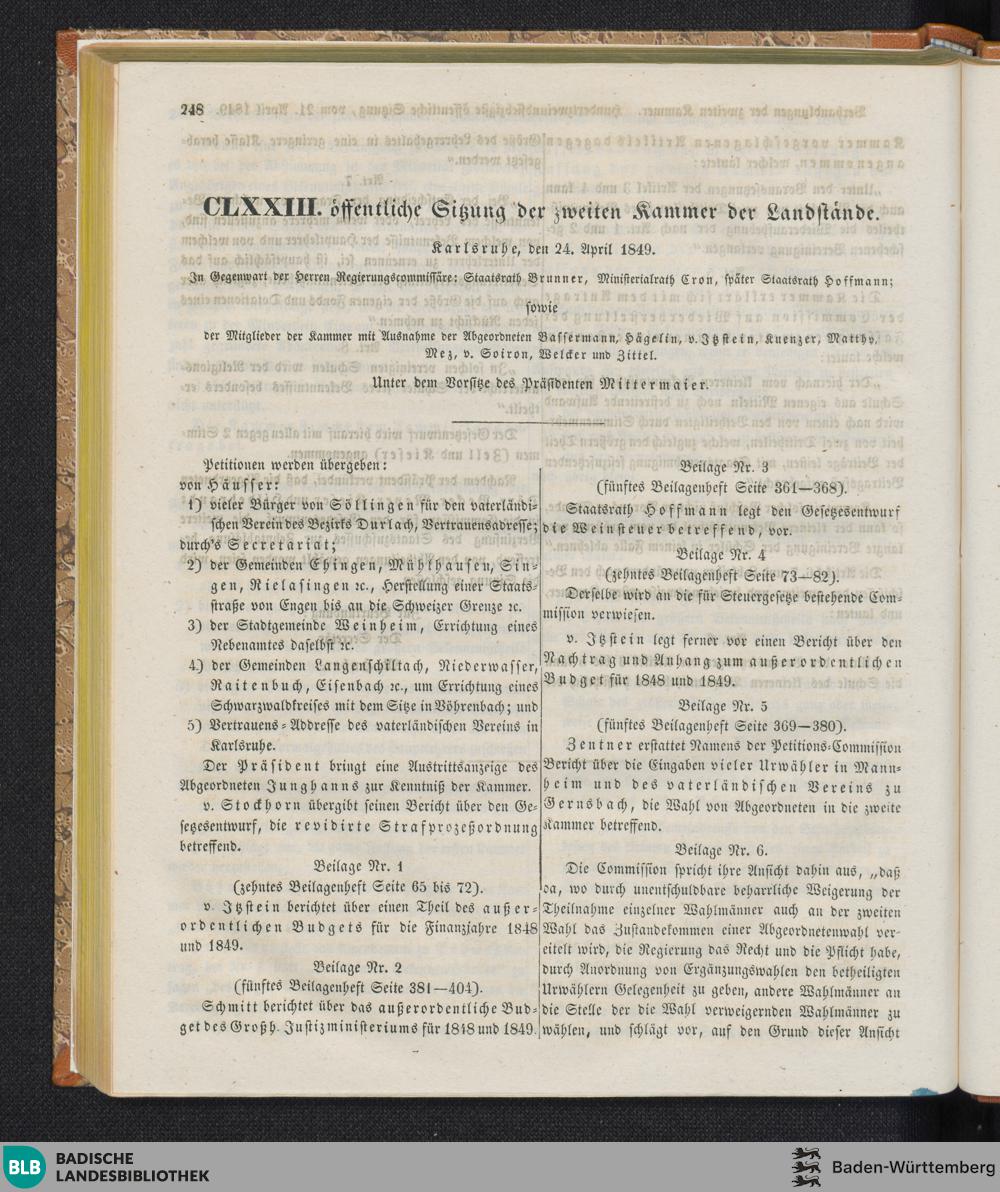 248
CLXXIII. öffentliche Sitzung der zweiten Kammer der Landstände.
Karlsruhe, den 24. April 1849.
In Gegenwart der Herren Regierungscommissäre: Staatsrath Brunner, Ministerialrath Cron, später Staatsrath Hoffmann;
sowie
der Mitglieder der Kammer mit Ausnahme der Abgeordneten Bassermann, Hägelin, v. Itzstein, Kuenzer, Matthy,
Mez, v. Soiron, Welcker und Zittel.
Unter dem Vorsitze des Präsidenten Mittermaier.
Petitionen werden übergeben:
von Häusser:
1) vieler Bürger von Söllingen für den vaterländi-
schen Verein des Bezirks Durlach, Vertrauensadresse;
durch's Secretariat;
2) der Gemeinden Ehingen, Mühlhausen, Sin-
gen, Rielasingen ꝛc., Herstellung einer Staats-
straße von Engen bis an die Schweizer Grenze ꝛc.
3) der Stadtgemeinde Weinheim, Errichtung eines
Nebenamtes daselbst ꝛc.
4) der Gemeinden Langenschiltach, Niederwasser,
Raitenbuch, Eisenbach ꝛc., um Errichtung eines
Schwarzwaldkreises mit dem Sitze in Vöhrenbach; und
5) Vertrauens-Addresse des vaterländischen Vereins in
Karlsruhe.
Der Präsident bringt eine Austrittsanzeige des
Abgeordneten Junghanns zur Kenntniß der Kammer.
v. Stockhorn übergibt seinen Bericht über den Ge-
setzesentwurf, die revidirte Strafprozeßordnung
betreffend.
Beilage Nr. 1
(zehntes Beilagenheft Seite 65 bis 72).
v. Itzstein berichtet über einen Theil des außer-
ordentlichen Budgets für die Finanzjahre 1848
und 1849.
Beilage Nr. 2
(fünftes Beilagenheft Seite 381—404).
Schmitt berichtet über das außerordentliche Bud-
get des Großh. Justizministeriums für 1848 und 1849.
Beilage Nr. 3
(fünftes Beilagenheft Seite 361—368).
Staatsrath Hoffmann legt den Gesetzesentwurf
die Weinsteuer betreffend, vor.
Beilage Nr. 4
(zehntes Beilagenheft Seite 73—82).
Derselbe wird an die für Steuergesetze bestehende Com-
mission verwiesen.
v. Itzstein legt ferner vor einen Bericht über den
Nachtrag und Anhang zum außerordentlichen
Budget für 1848 und 1849.
Beilage Nr. 5
(fünftes Beilagenheft Seite 369—380).
Zentner erstattet Namens der Petitions-Commission
Bericht über die Eingaben vieler Urwähler in Mann-
heim und des vaterländischen Vereins zu
Gernsbach, die Wahl von Abgeordneten in die zweite
Kammer betreffend.
Beilage Nr. 6.
Die Commission spricht ihre Ansicht dahin aus, „daß
da, wo durch unentschuldbare beharrliche Weigerung der
Theilnahme einzelner Wahlmänner auch an der zweiten
Wahl das Zustandekommen einer Abgeordnetenwahl ver-
eitelt wird, die Regierung das Recht und die Pflicht habe,
durch Anordnung von Ergänzungswahlen den betheiligten
Urwählern Gelegenheit zu geben, andere Wahlmänner an
die Stelle der die Wahl verweigernden Wahlmänner zu
wählen, und schlägt vor, auf den Grund dieser Ansicht
BLB
BADISCHE
LANDESBIBLIOTHEK
Baden-Württemberg